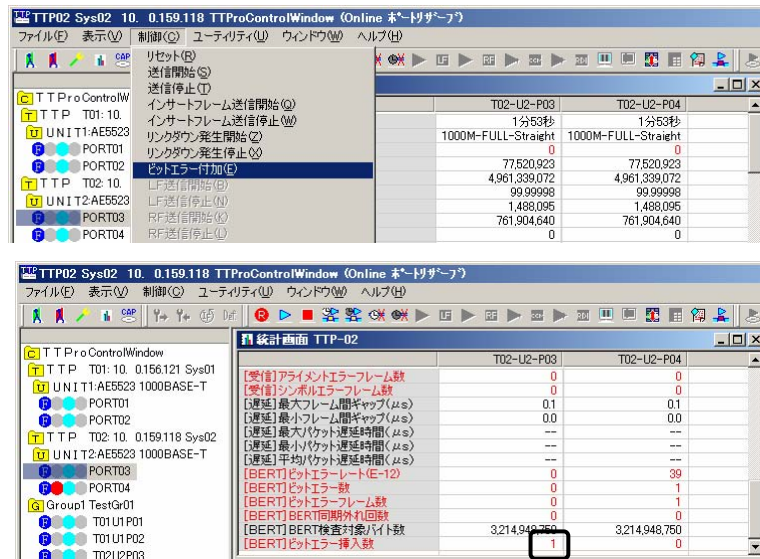 TTP02 Sys02 10. 0.159.118 TTProControlWindow (Online ﾎﾟｰﾄﾘｻﾞｰﾌﾞ)
ファイル(F) 表示(V) 制御(C) ユーティリティ(U) ウィンドウ(W) ヘルプ(H)
リセット(R)
送信開始(S)
送信停止(T)
インサートフレーム送信開始(Q)
インサートフレーム送信停止(W)
リンクダウン発生開始(Z)
リンクダウン発生停止(X)
ビットエラー付加(E)
LF送信開始(B)
LF送信停止(N)
RF送信開始(K)
RF送信停止(L)
TTProControlW
TTP T01: 10.
UNIT1:AE5523
PORT01
PORT02
TTP T02: 10.
UNIT2:AE5523
PORT03
PORT04
T02-U2-P03 T02-U2-P04
1分53秒 1分53秒
1000M-FULL-Straight 1000M-FULL-Straight
0 0
77,520,923 77,520,923
4,961,339,072 4,961,339,072
99.99998 99.99998
1,488,095 1,488,095
761,904,640 761,904,640
0 0
TTP02 Sys02 10. 0.159.118 TTProControlWindow (Online ﾎﾟｰﾄﾘｻﾞｰﾌﾞ)
ファイル(F) 表示(V) 制御(C) ユーティリティ(U) ウィンドウ(W) ヘルプ(H)
TTProControlWindow
TTP T01: 10. 0.156.121 Sys01
UNIT1:AE5523 1000BASE-T
PORT01
PORT02
TTP T02: 10. 0.159.118 Sys02
UNIT2:AE5523 1000BASE-T
PORT03
PORT04
Group1 TestGr01
T01U1P01
T01U1P02
T02U2P03
統計画面 TTP-02
T02-U2-P03 T02-U2-P04
[受信]アライメントエラーフレーム数 0 0
[受信]シンボルエラーフレーム数 0 0
[遅延]最大フレーム間ギャップ(μs) 0.1 0.1
[遅延]最小フレーム間ギャップ(μs) 0.0 0.0
[遅延]最大パケット遅延時間(μs) -- --
[遅延]最小パケット遅延時間(μs) -- --
[遅延]平均パケット遅延時間(μs) -- --
[BERT]ビットエラーレート(E-12) 0 39
[BERT]ビットエラー数 0 1
[BERT]ビットエラーフレーム数 0 1
[BERT]BERT同期外れ回数 0 0
[BERT]BERT検査対象バイト数 3,214,948,750 3,214,948,750
[BERT]ビットエラー挿入数 1 0